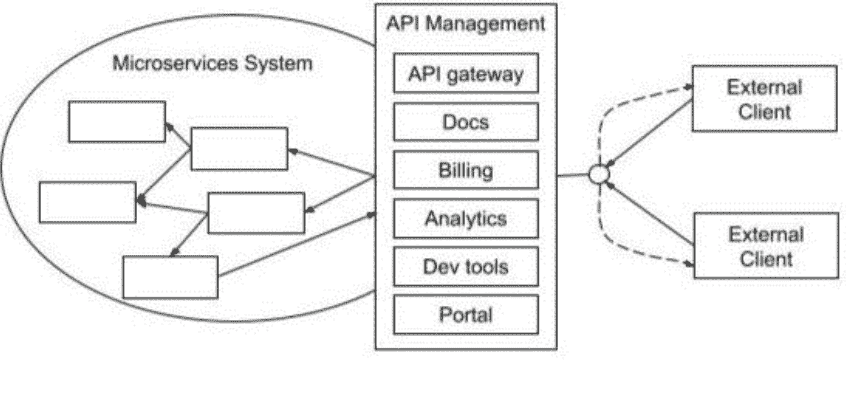 API Management
Microservices System
API gateway
Docs
Billing
Analytics
Dev tools
Portal
External
Client
External
Client